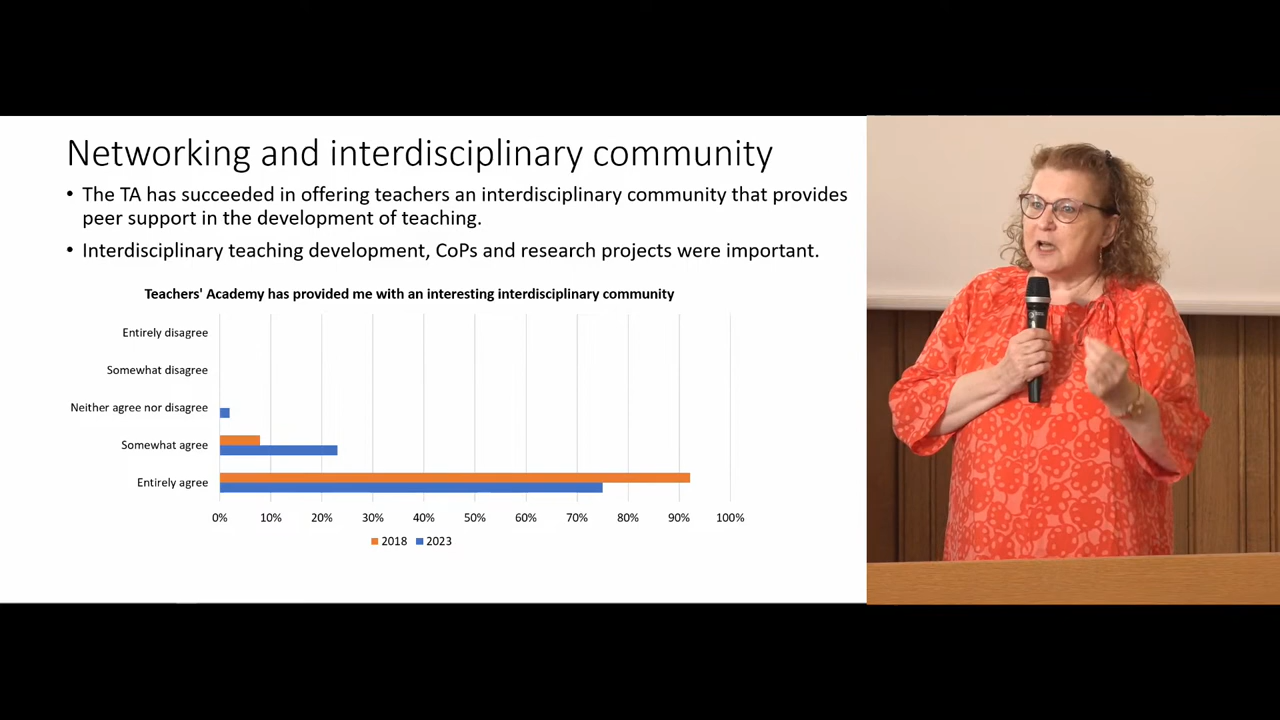 Networking and interdisciplinary community
• The TA has succeeded in offering teachers an interdisciplinary community that provides
peer support in the development of teaching.
• Interdisciplinary teaching development, CoPs and research projects were important.
Teachers' Academy has provided me with an interesting interdisciplinary community
Entirely disagree
Somewhat disagree
Neither agree nor disagree
Somewhat agree
Entirely agree
0% 10% 20% 30% 40% 50% 60% 70% 80% 90% 100%
2018 2023